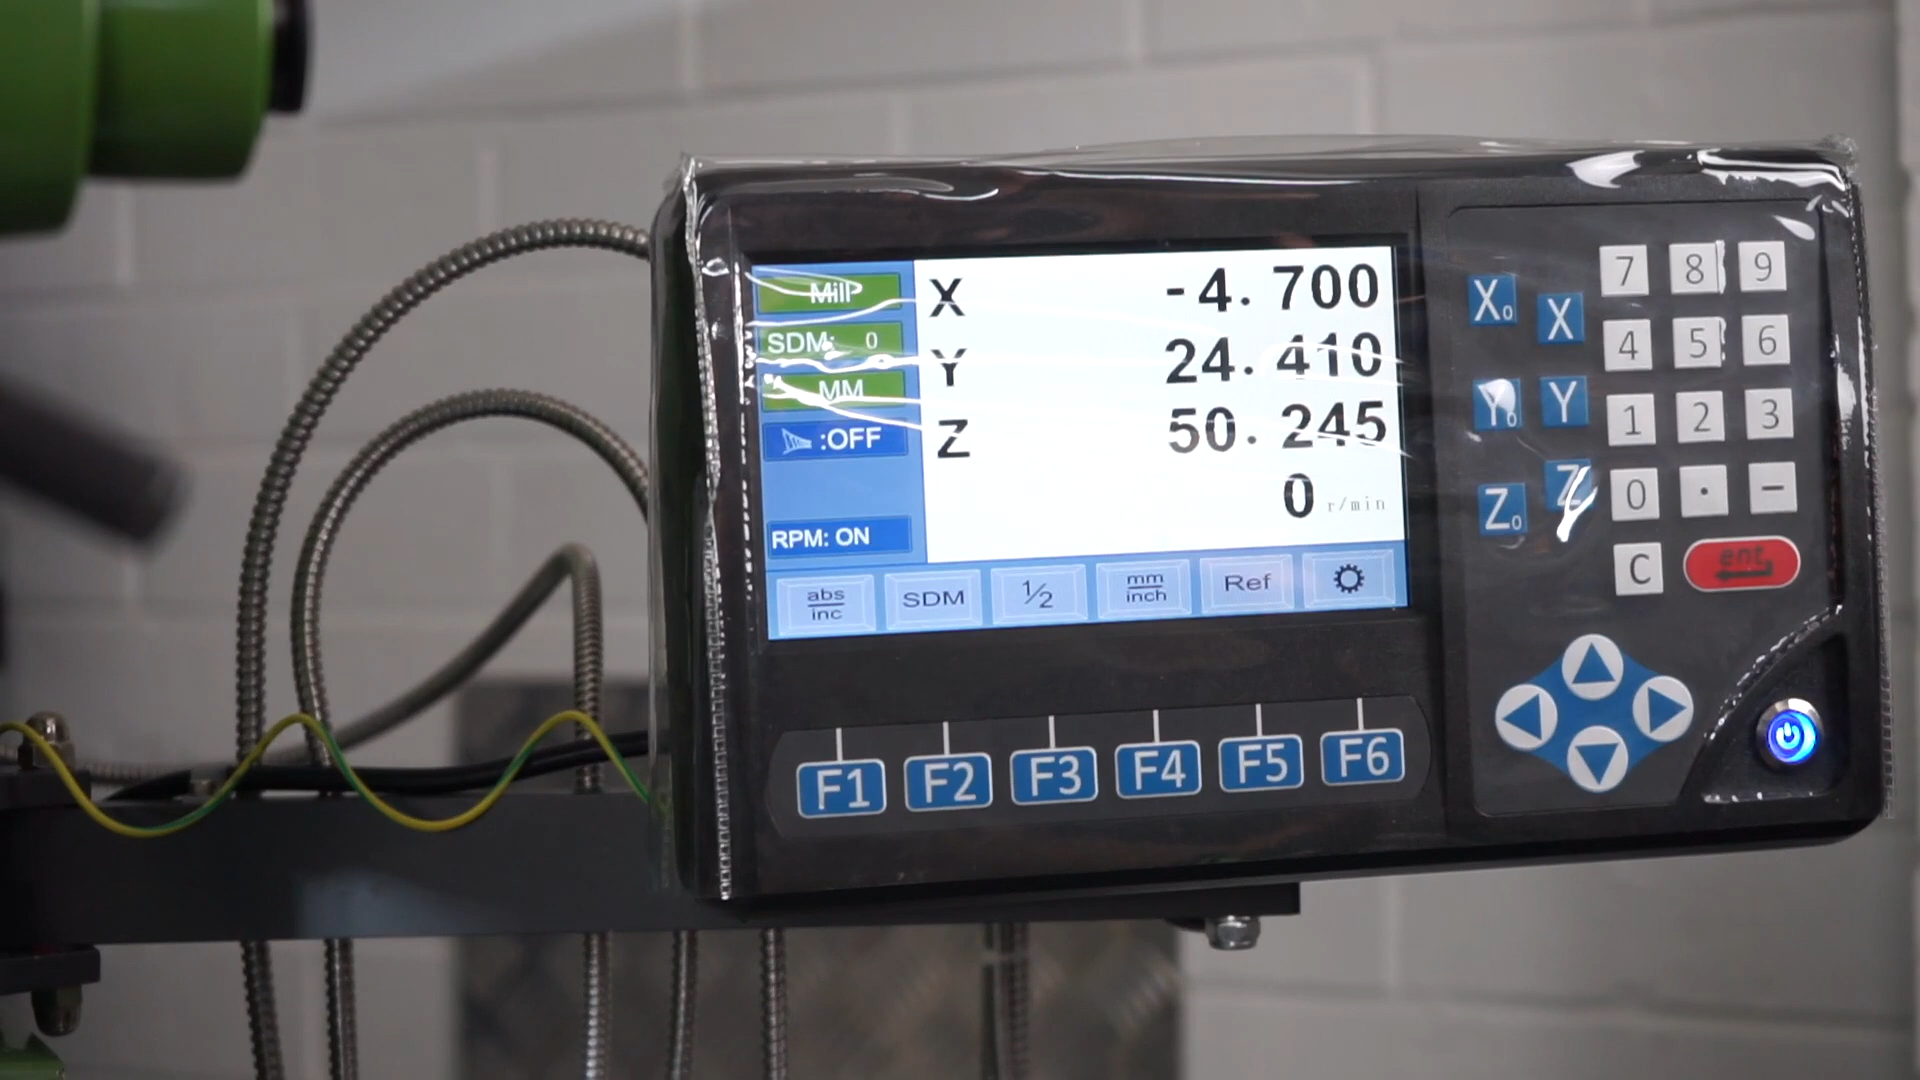 Mill
SDM: 0
MM
:OFF
RPM: ON
X -4.700
Y 24.410
Z 50.245
0 r/min
abs
inc
SDM
1/2
mm
inch
Ref
F1 F2 F3 F4 F5 F6
X₀ X 7 8 9
4 5 6
Y₀ Y 1 2 3
Z₀ Z 0 . -
C ent